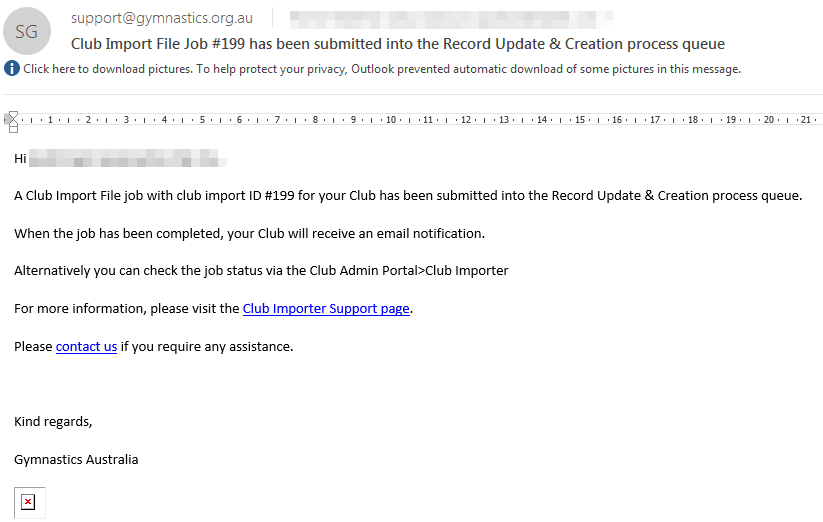 SG
support@gymnastics.org.au
Club Import File Job #199 has been submitted into the Record Update & Creation process queue
Click here to download pictures. To help protect your privacy, Outlook prevented automatic download of some pictures in this message.
1 2 3 4 5 6 7 8 9 10 11 12 13 14 15 16 17 18 19 20 21
Hi
A Club Import File job with club import ID #199 for your Club has been submitted into the Record Update & Creation process queue.
When the job has been completed, your Club will receive an email notification.
Alternatively you can check the job status via the Club Admin Portal>Club Importer
For more information, please visit the Club Importer Support page.
Please contact us if you require any assistance.
Kind regards,
Gymnastics Australia